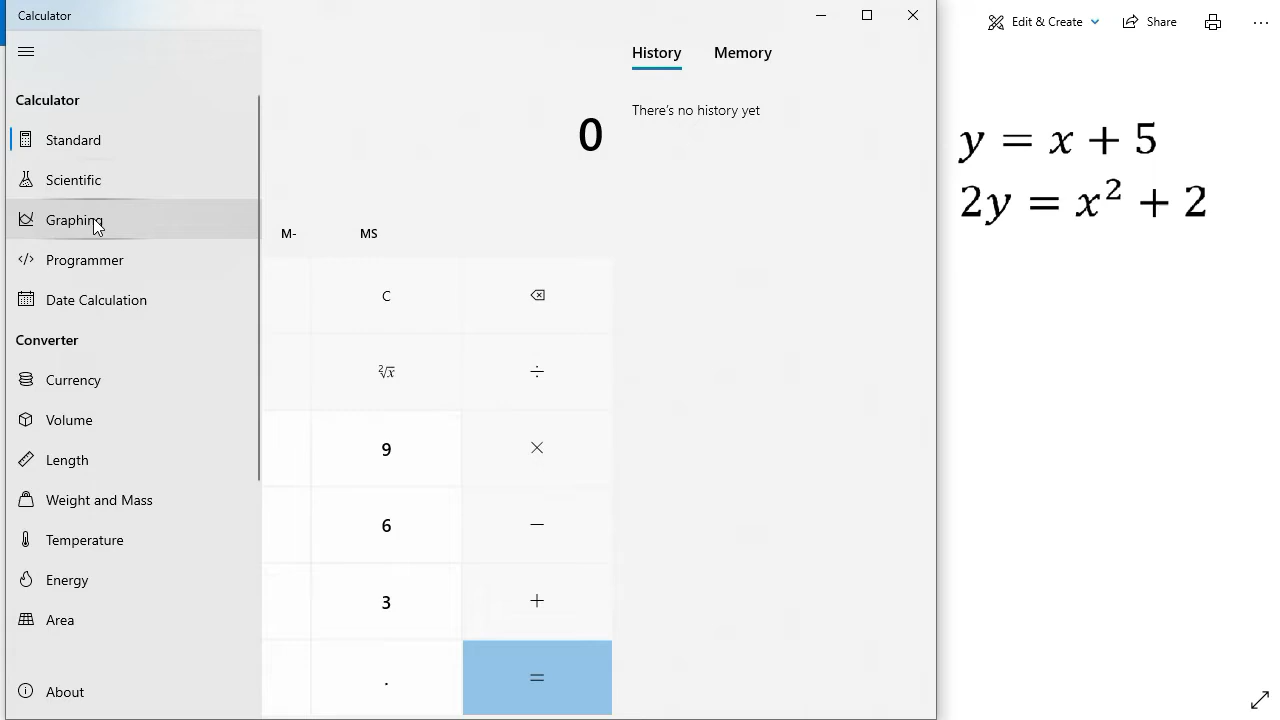 Calculator
Edit & Create
Share
History
Memory
Calculator
There's no history yet
0
Standard
Scientific
Graphing
Programmer
Date Calculation
Converter
Currency
Volume
Length
Weight and Mass
Temperature
Energy
Area
About
M-
MS
C
²√x
÷
9
×
6
−
3
+
.
=
y = x + 5
2y = x² + 2